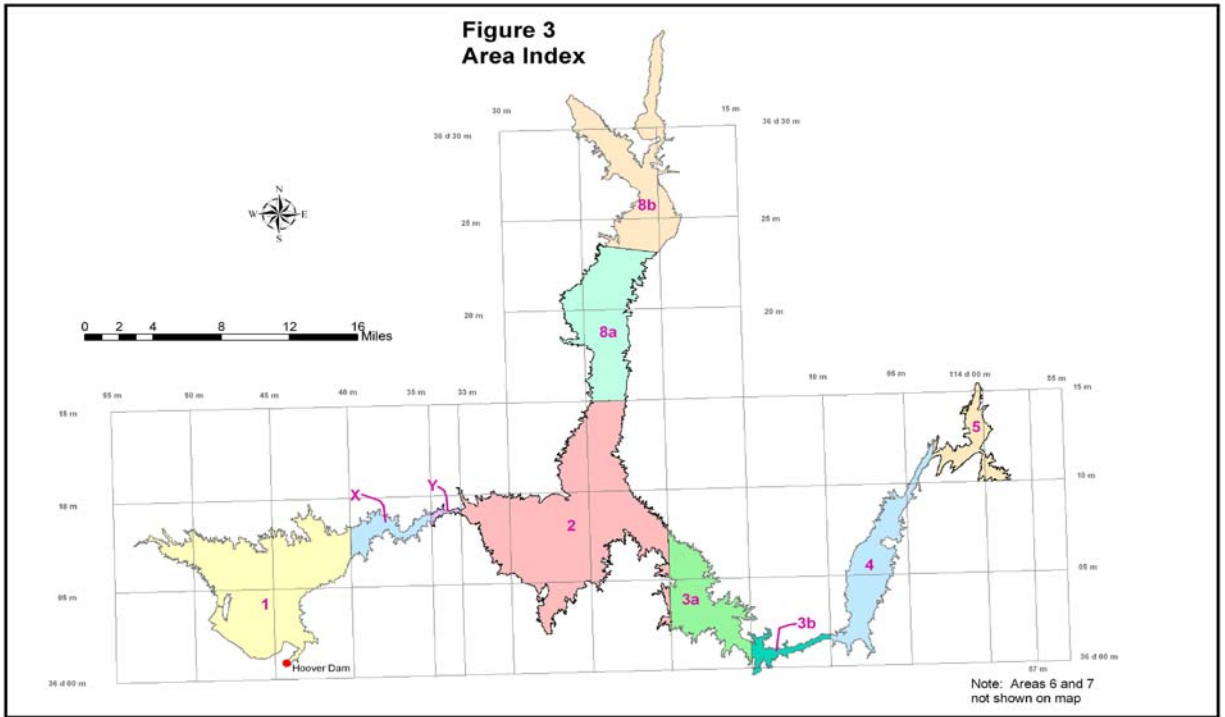 Figure 3
Area Index
30 m
15 m
36 d 30 m
36 d 30 m
N
W E
S
8b
25 m
25 m
20 m
20 m
8a
0 2 4 8 12 16 Miles
55 m
50 m
45 m
40 m
35 m
33 m
10 m
114 d 00 m
55 m
15 m
15 m
5
10 m
X
Y
2
4
05 m
1
3a
3b
Hoover Dam
36 d 00 m
36 d 00 m
57 m
Note: Areas 6 and 7
not shown on map